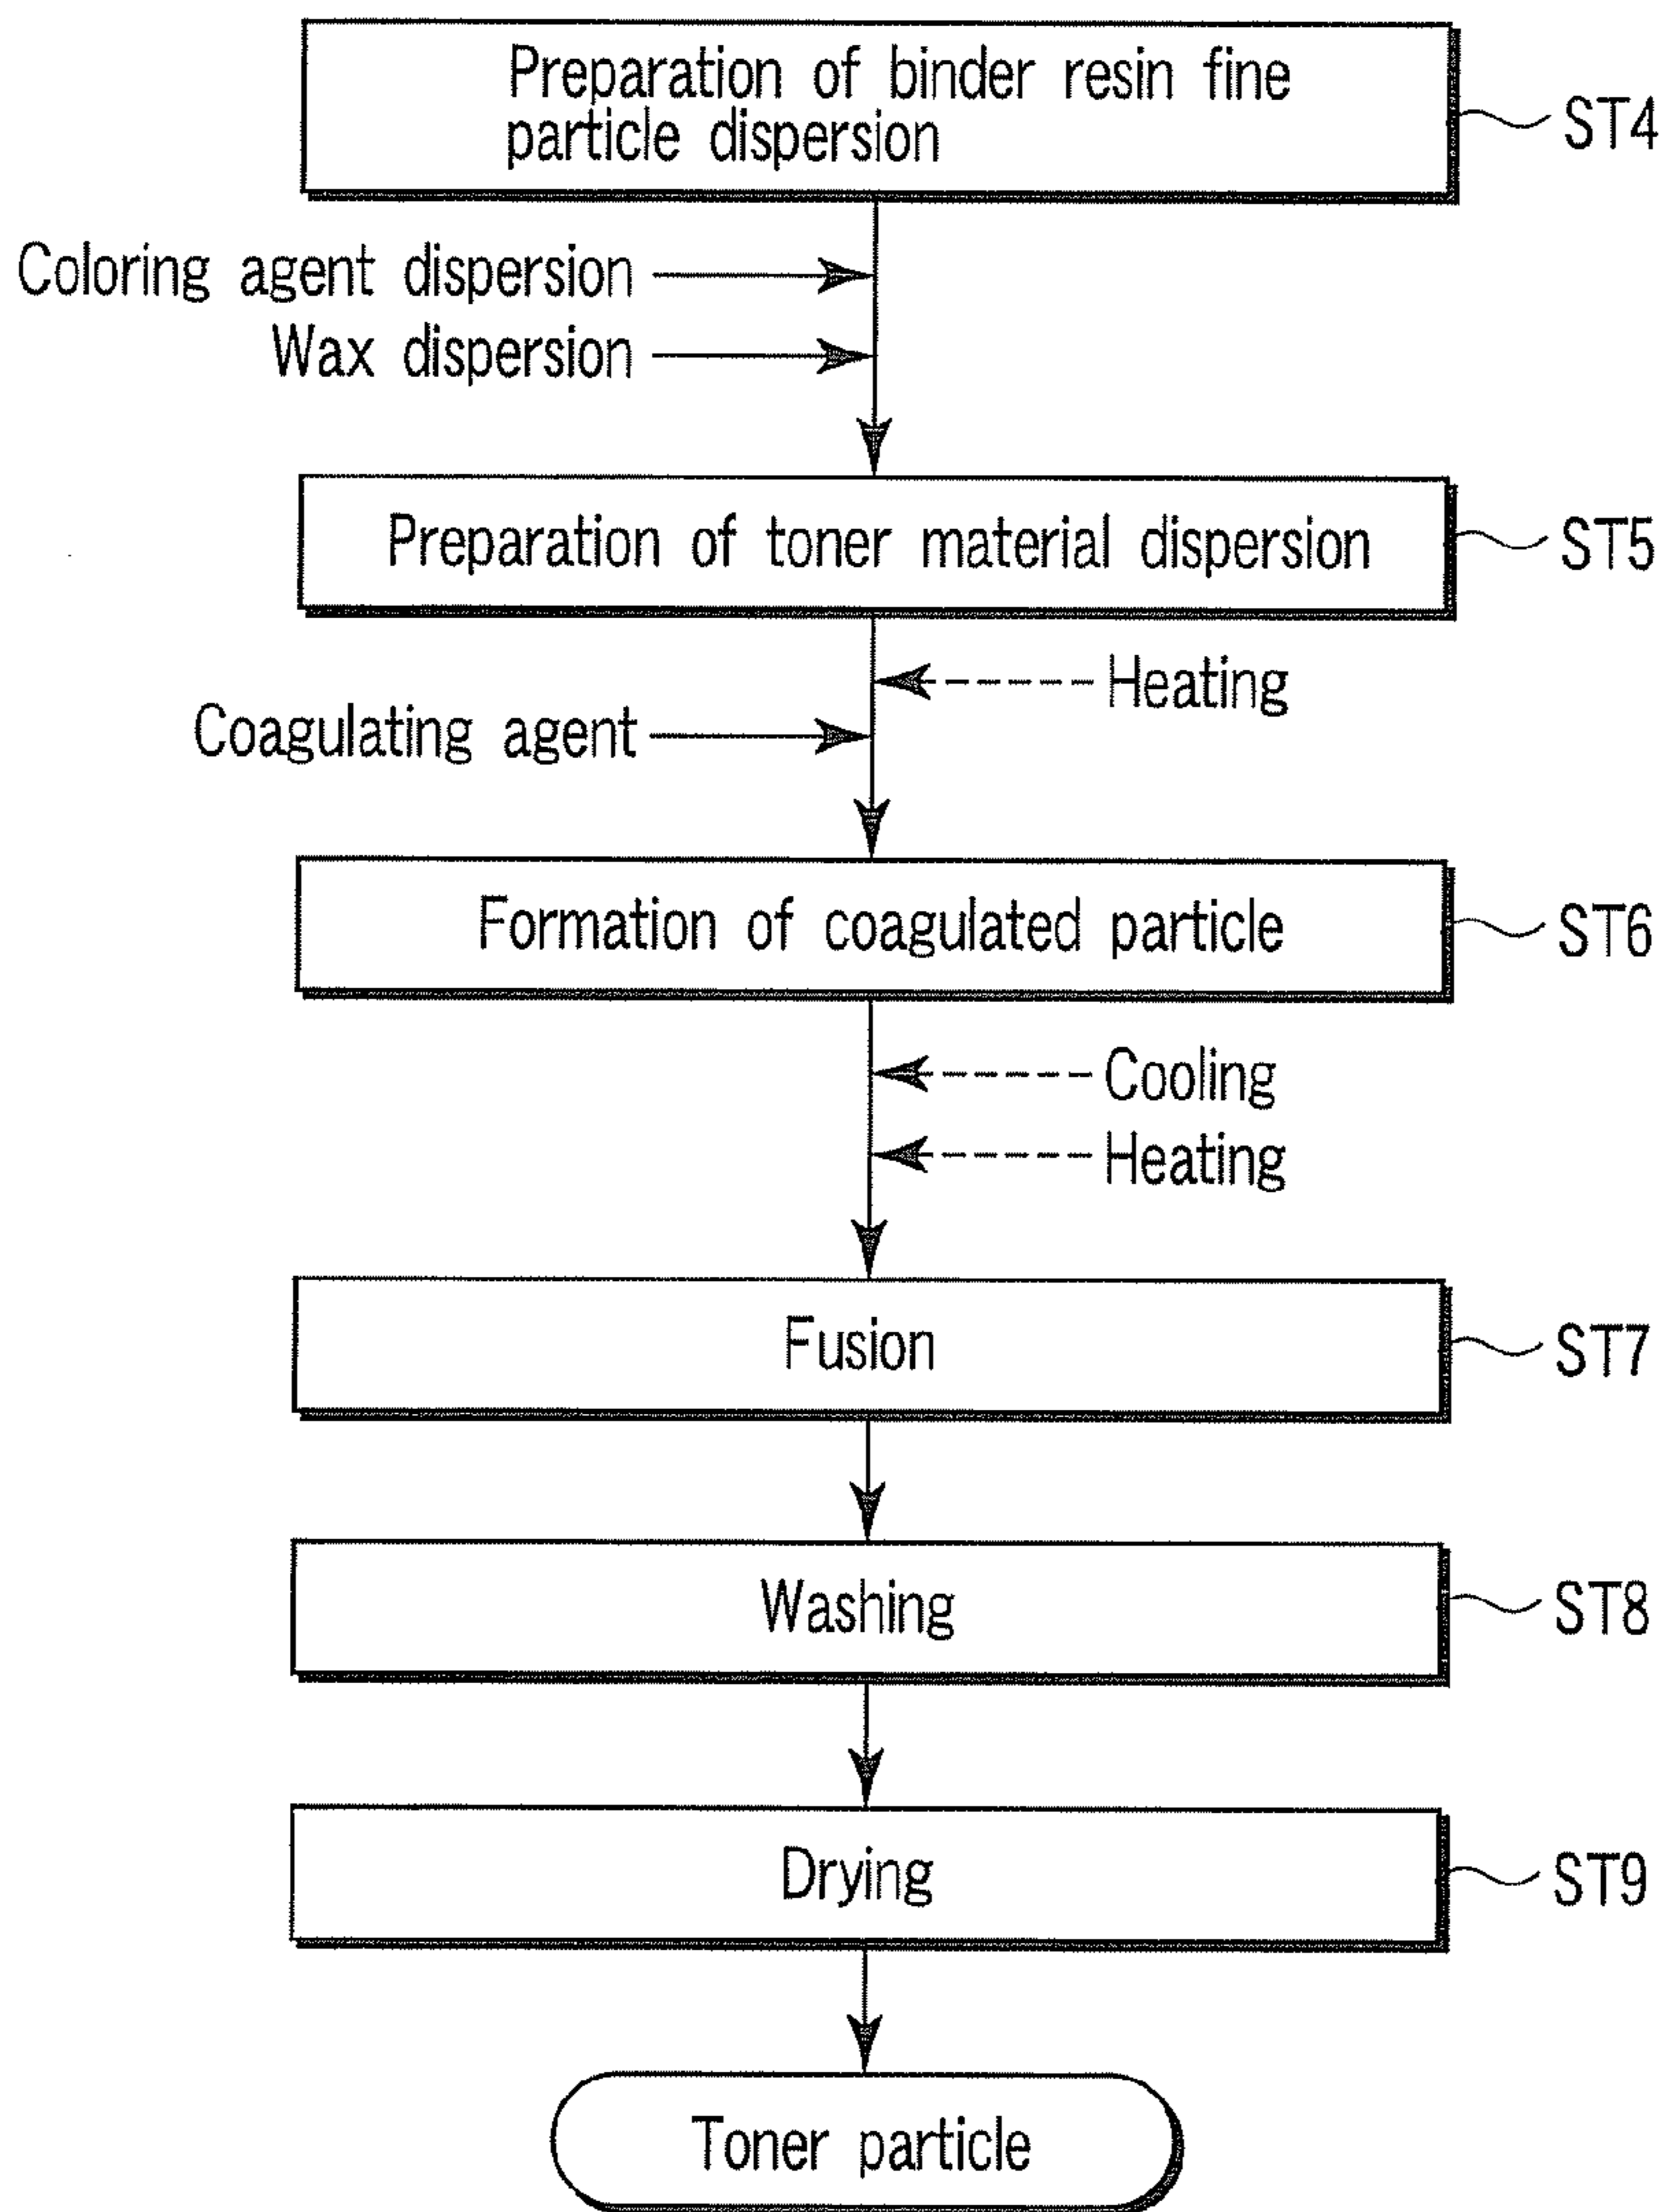 Preparation of binder resin fine
particle dispersion
ST4
Coloring agent dispersion
Wax dispersion
Preparation of toner material dispersion
ST5
Heating
Coagulating agent
Formation of coagulated particle
ST6
Cooling
Heating
Fusion
ST7
Washing
ST8
Drying
ST9
Toner particle